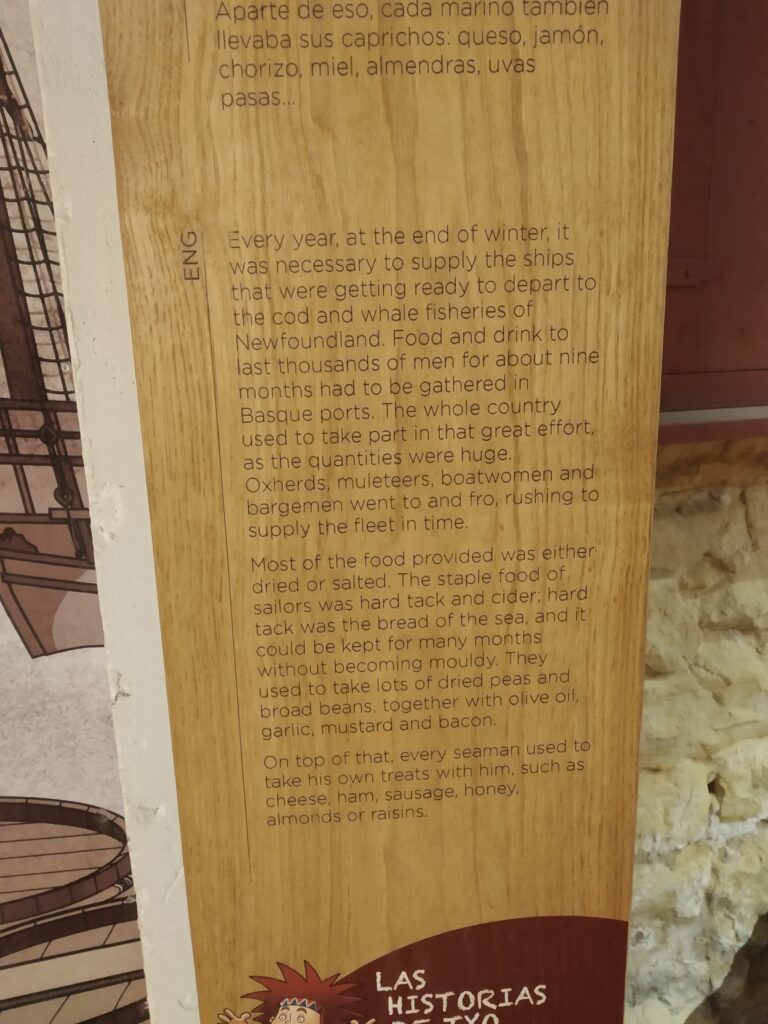 Aparte de eso, cada marino también
llevaba sus caprichos: queso, jamón,
chorizo, miel, almendras, uvas
pasas...
ENG
Every year, at the end of winter, it
was necessary to supply the ships
that were getting ready to depart to
the cod and whale fisheries of
Newfoundland. Food and drink to
last thousands of men for about nine
months had to be gathered in
Basque ports. The whole country
used to take part in that great effort,
as the quantities were huge.
Oxherds, muleteers, boatwomen and
bargemen went to and fro, rushing to
supply the fleet in time.
Most of the food provided was either
dried or salted. The staple food of
sailors was hard tack and cider; hard
tack was the bread of the sea, and it
could be kept for many months
without becoming mouldy. They
used to take lots of dried peas and
broad beans, together with olive oil,
garlic, mustard and bacon.
On top of that, every seaman used to
take his own treats with him, such as
cheese, ham, sausage, honey,
almonds or raisins.
LAS
HISTORIAS
DE TXO